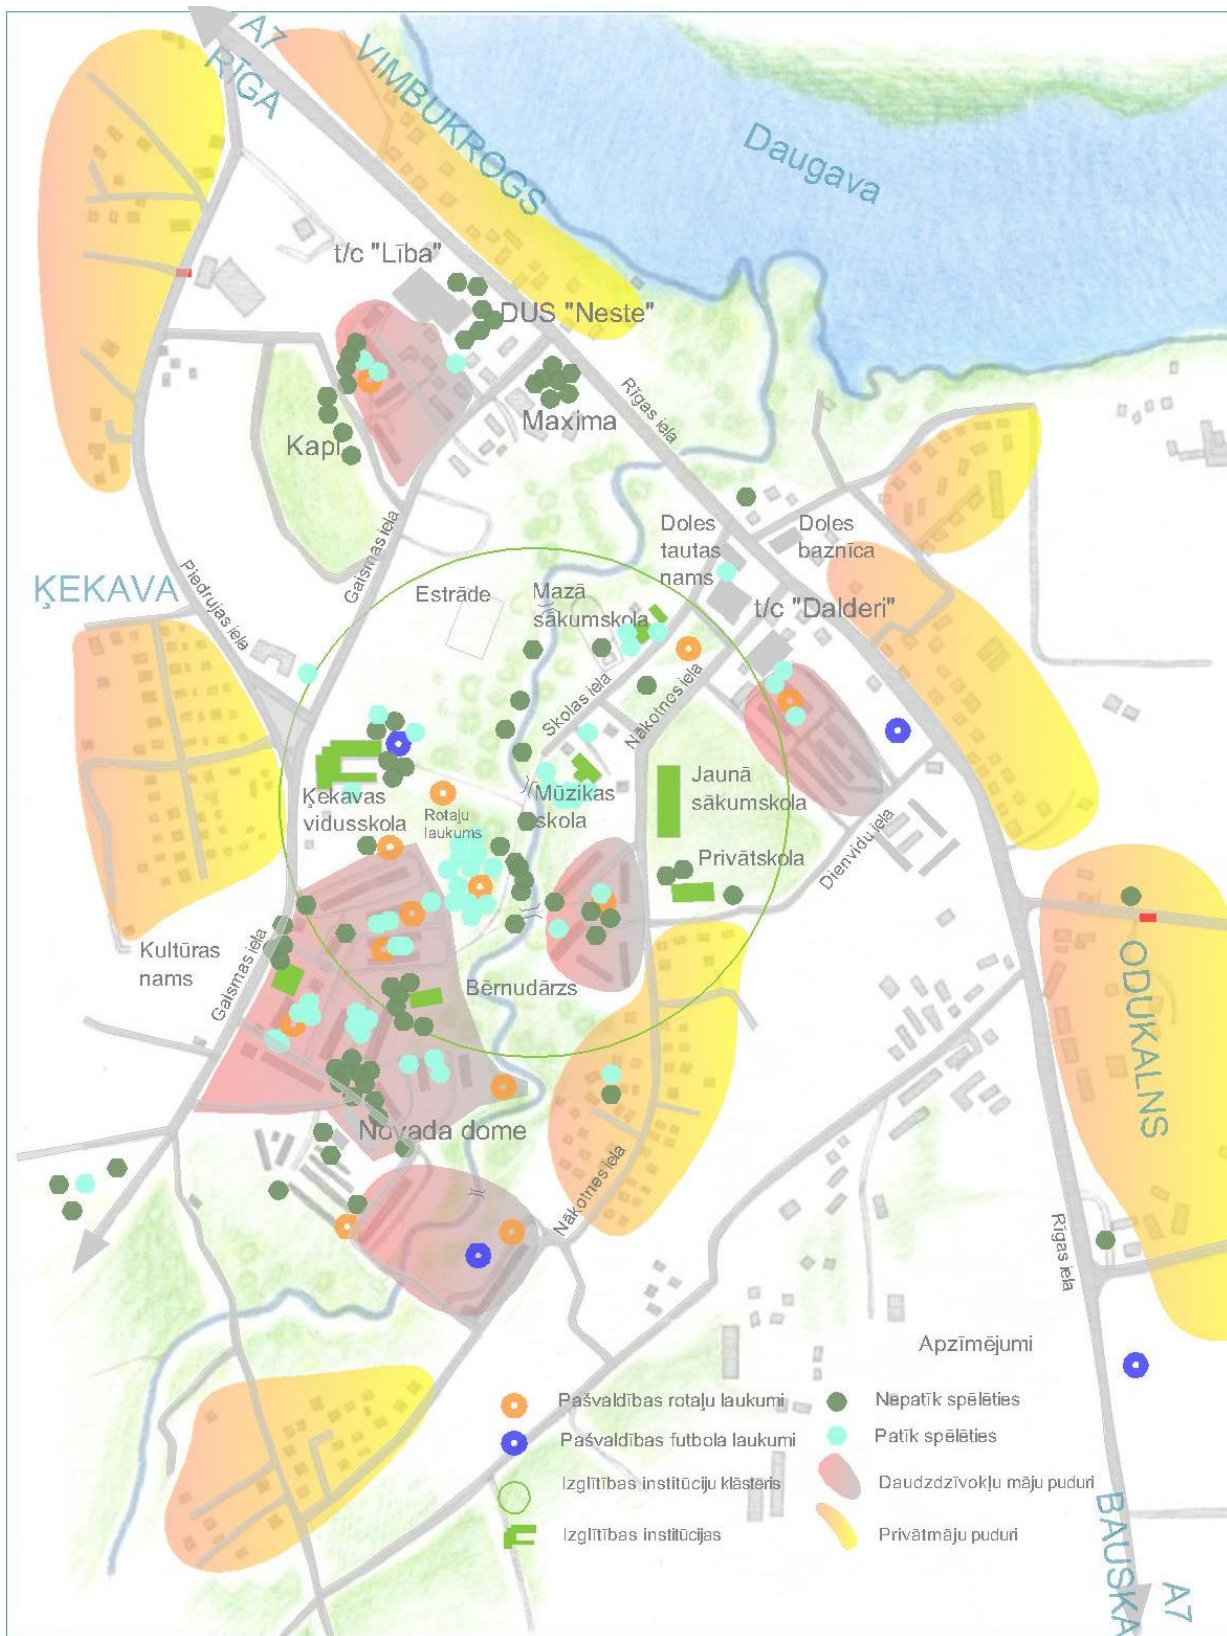 A7
RĪGA
VIMBUKROGS
Daugava
t/c "Lība"
DUS "Neste"
Maxima
Kapi
Rīgas iela
Gaismas iela
Piedrujas iela
ĶEKAVA
Estrāde
Mazā
sākumskola
Doles
tautas
nams
Doles
baznīca
t/c "Dalderi"
Skolas iela
Nākotnes iela
Ķekavas
vidusskola
Rotaļu
laukums
Mūzikas
skola
Jaunā
sākumskola
Privātskola
Dienvidu iela
Kultūras
nams
Gaismas iela
Bērnudārzs
ODUKALNS
Novada dome
Nākotnes iela
Rīgas iela
Apzīmējumi
Pašvaldības rotaļu laukumi
Pašvaldības futbola laukumi
Izglītības institūciju klāsteris
Izglītības institūcijas
Nepatīk spēlēties
Patīk spēlēties
Daudzdzīvokļu māju puduri
Privātmāju puduri
BAUSKA
A7